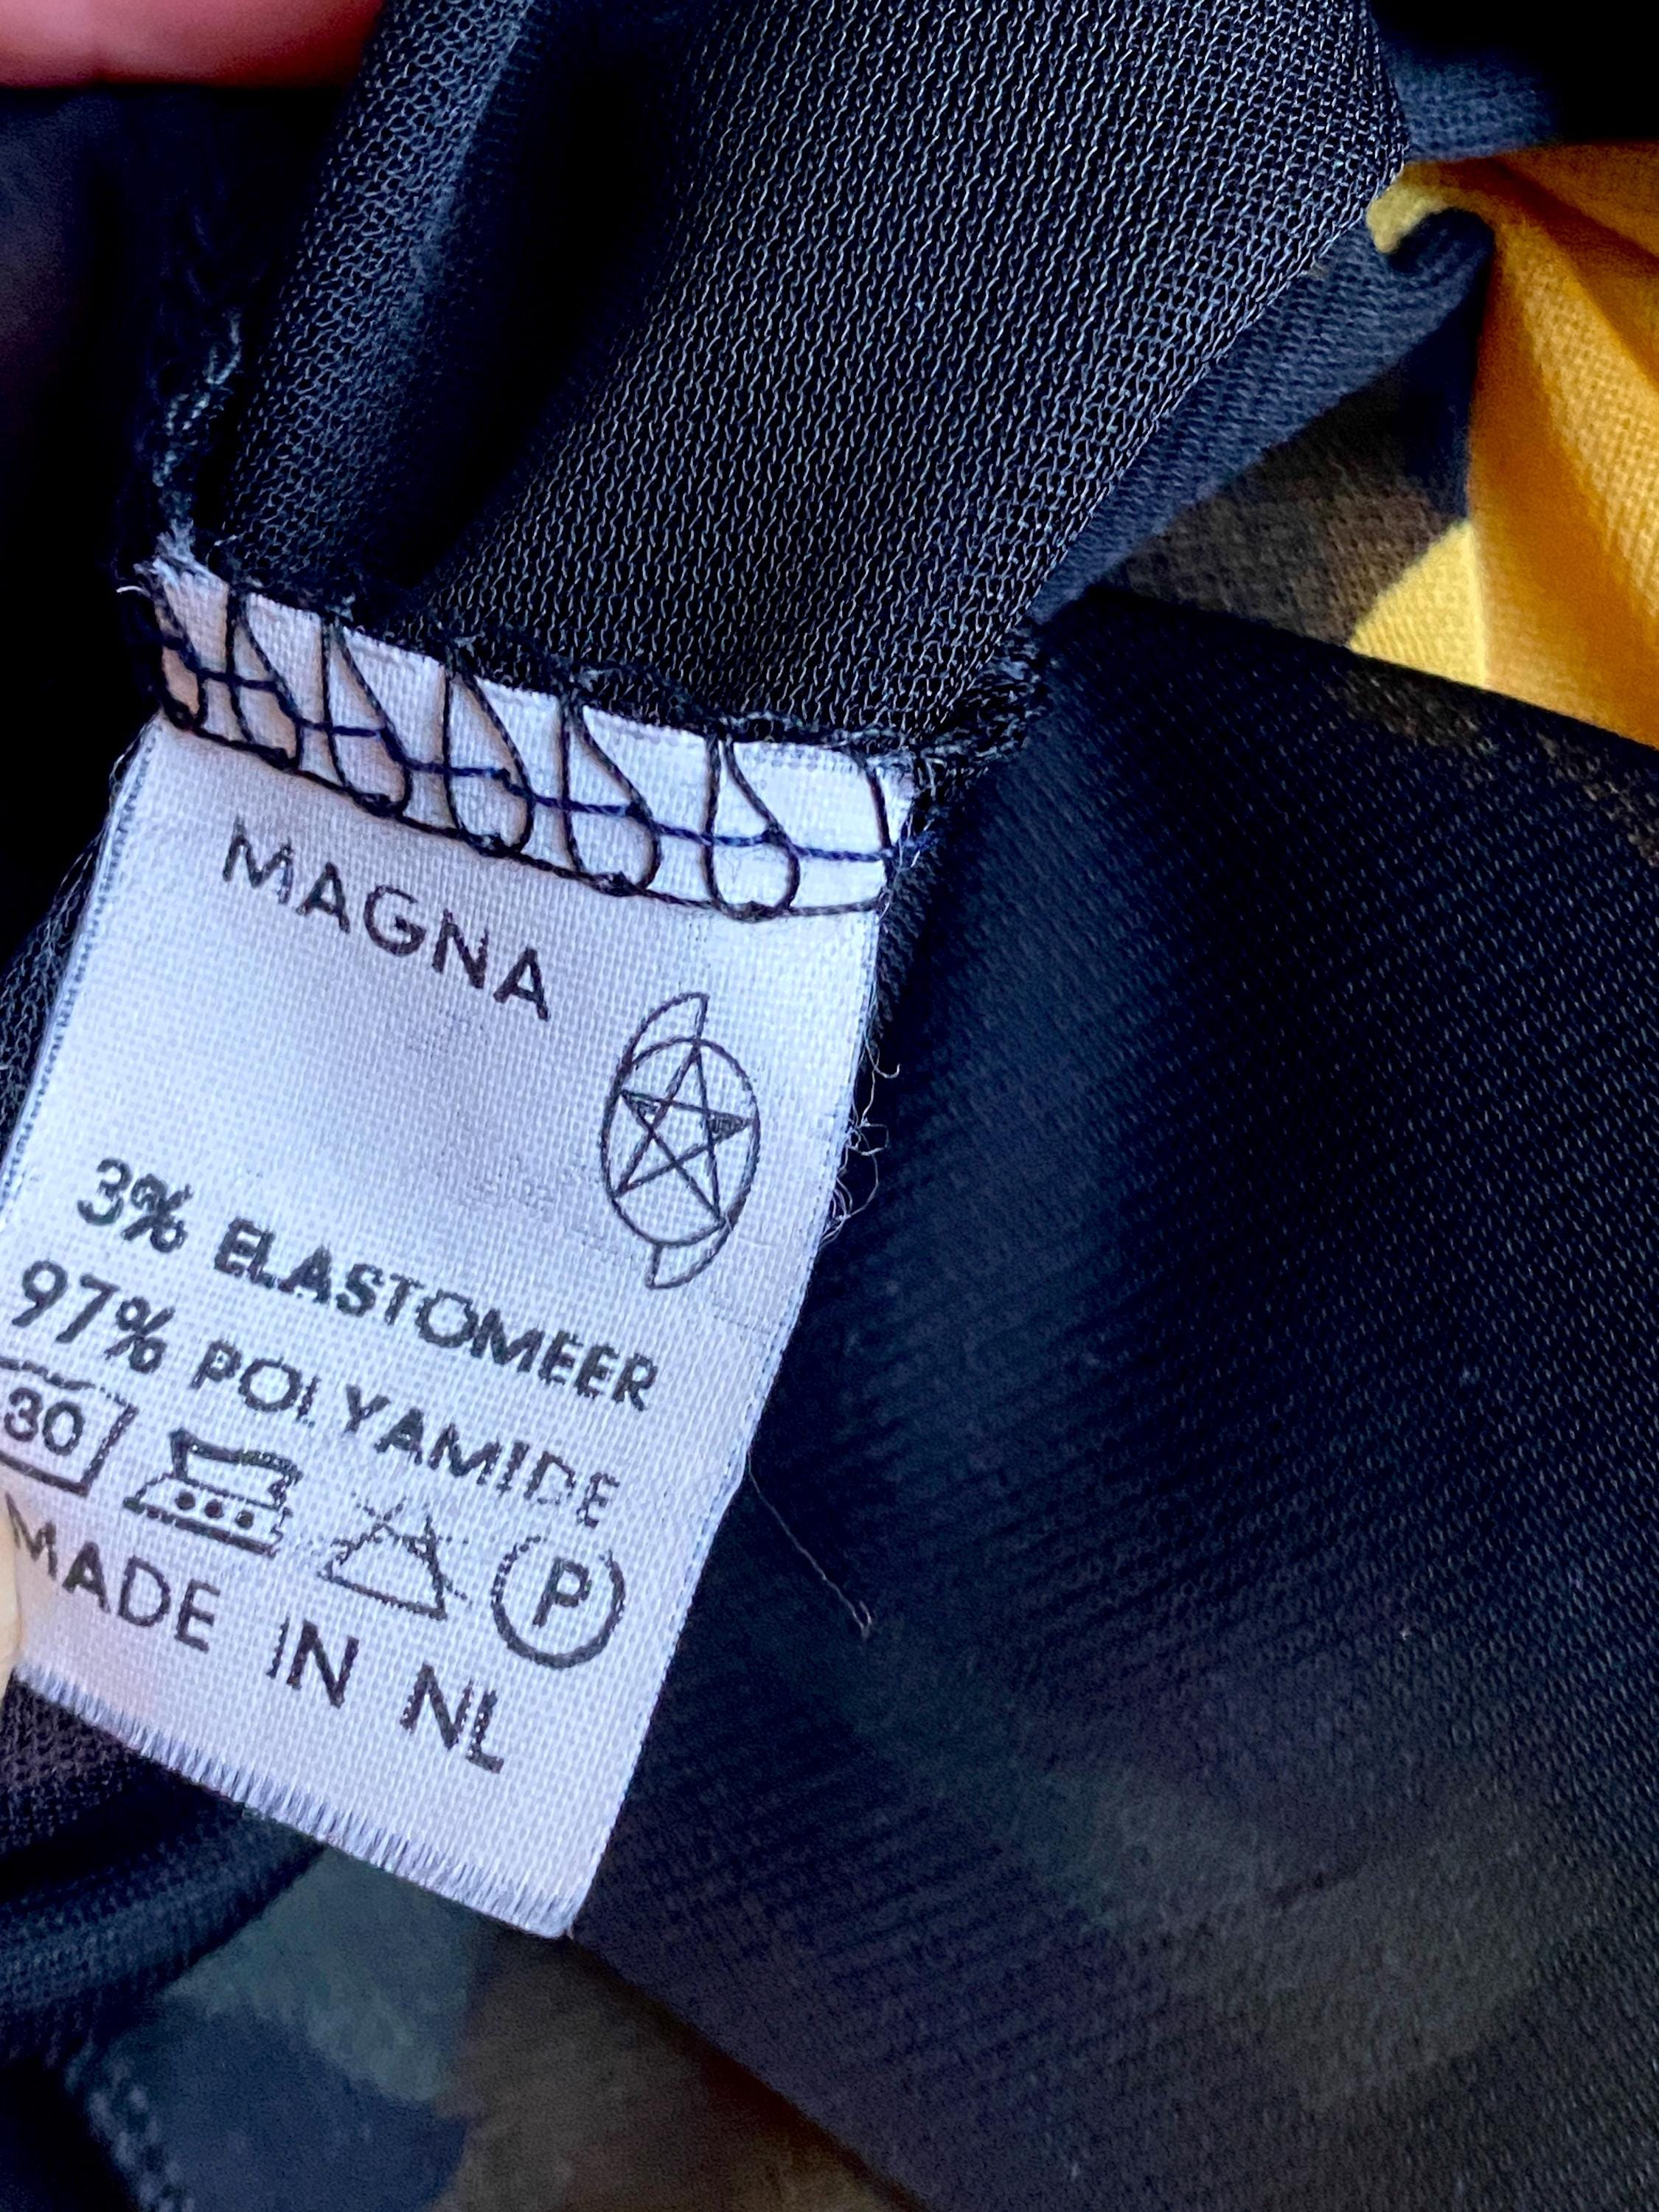 MAGNA
3% ELASTOMEER
97% POLYAMIDE
30
P
MADE IN NL